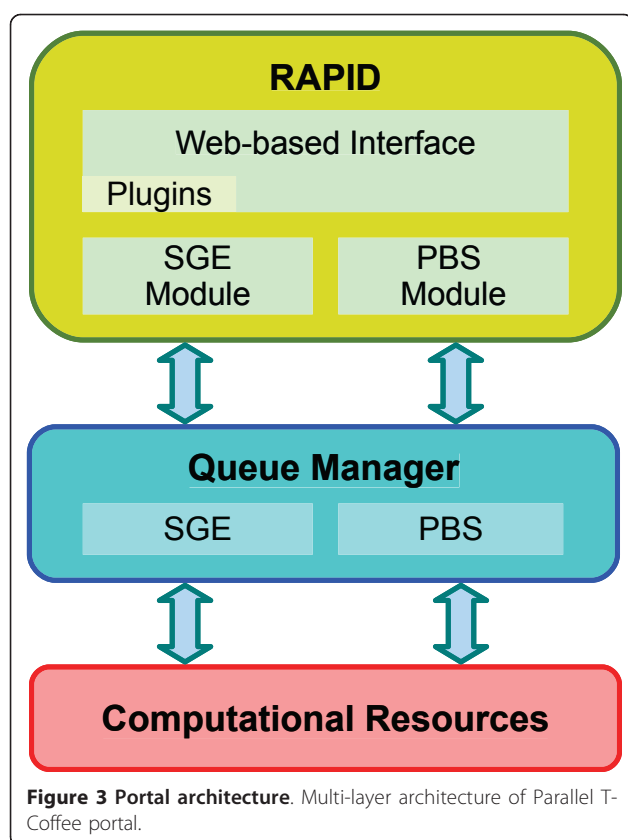 RAPID
Web-based Interface
Plugins
SGE
Module
PBS
Module
Queue Manager
SGE
PBS
Computational Resources
Figure 3 Portal architecture. Multi-layer architecture of Parallel T-
Coffee portal.